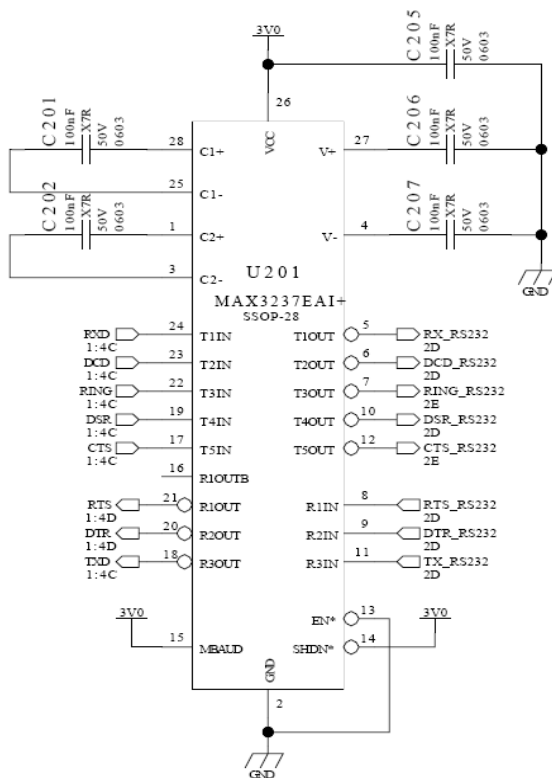 3V0
C205
100nF
X7R
50V
0603
26
VCC
C201
100nF
X7R
50V
0603
28
C1+
V+
27
C206
100nF
X7R
50V
0603
25
C1-
C202
100nF
X7R
50V
0603
1
C2+
V-
4
C207
100nF
X7R
50V
0603
3
C2-
GND
U201
MAX3237EAI+
SSOP-28
RXD
1:4C
24
T1IN
T1OUT
5
RX_RS232
2D
DCD
1:4C
23
T2IN
T2OUT
6
DCD_RS232
2D
RING
1:4C
22
T3IN
T3OUT
7
RING_RS232
2E
DSR
1:4C
19
T4IN
T4OUT
10
DSR_RS232
2D
CTS
1:4C
17
T5IN
T5OUT
12
CTS_RS232
2E
16
R1OUTB
RTS
1:4D
21
R1OUT
R1IN
8
RTS_RS232
2D
DTR
1:4D
20
R2OUT
R2IN
9
DTR_RS232
2D
TXD
1:4C
18
R3OUT
R3IN
11
TX_RS232
2D
3V0
EN*
13
3V0
15
MBAUD
SHDN*
14
GND
2
GND